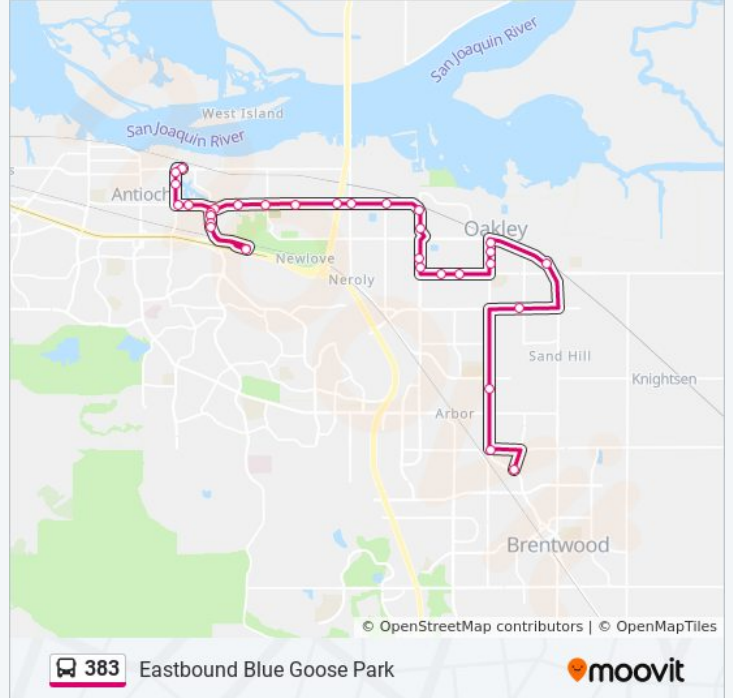 San Joaquin River
West Island
San Joaquin River
s
Antioch
Oakley
Newlove
Neroly
Sand Hill
Knightsen
Arbor
Brentwood
© OpenStreetMap contributors | © OpenMapTiles
383 Eastbound Blue Goose Park
moovit